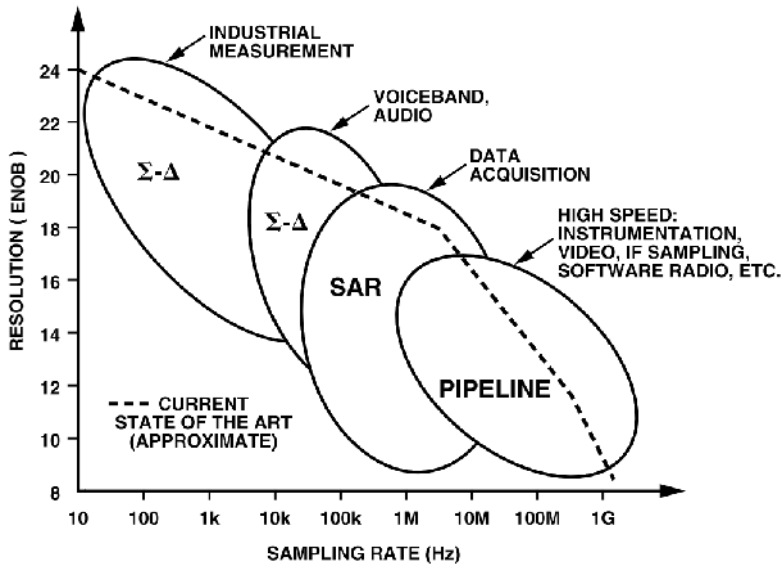 INDUSTRIAL
MEASUREMENT
VOICEBAND,
AUDIO
DATA
ACQUISITION
HIGH SPEED:
INSTRUMENTATION,
VIDEO, IF SAMPLING,
SOFTWARE RADIO, ETC.
Σ-Δ
Σ-Δ
SAR
PIPELINE
CURRENT
STATE OF THE ART
(APPROXIMATE)
RESOLUTION ( ENOB )
24
22
20
18
16
14
12
10
8
10 100 1k 10k 100k 1M 10M 100M 1G
SAMPLING RATE (Hz)